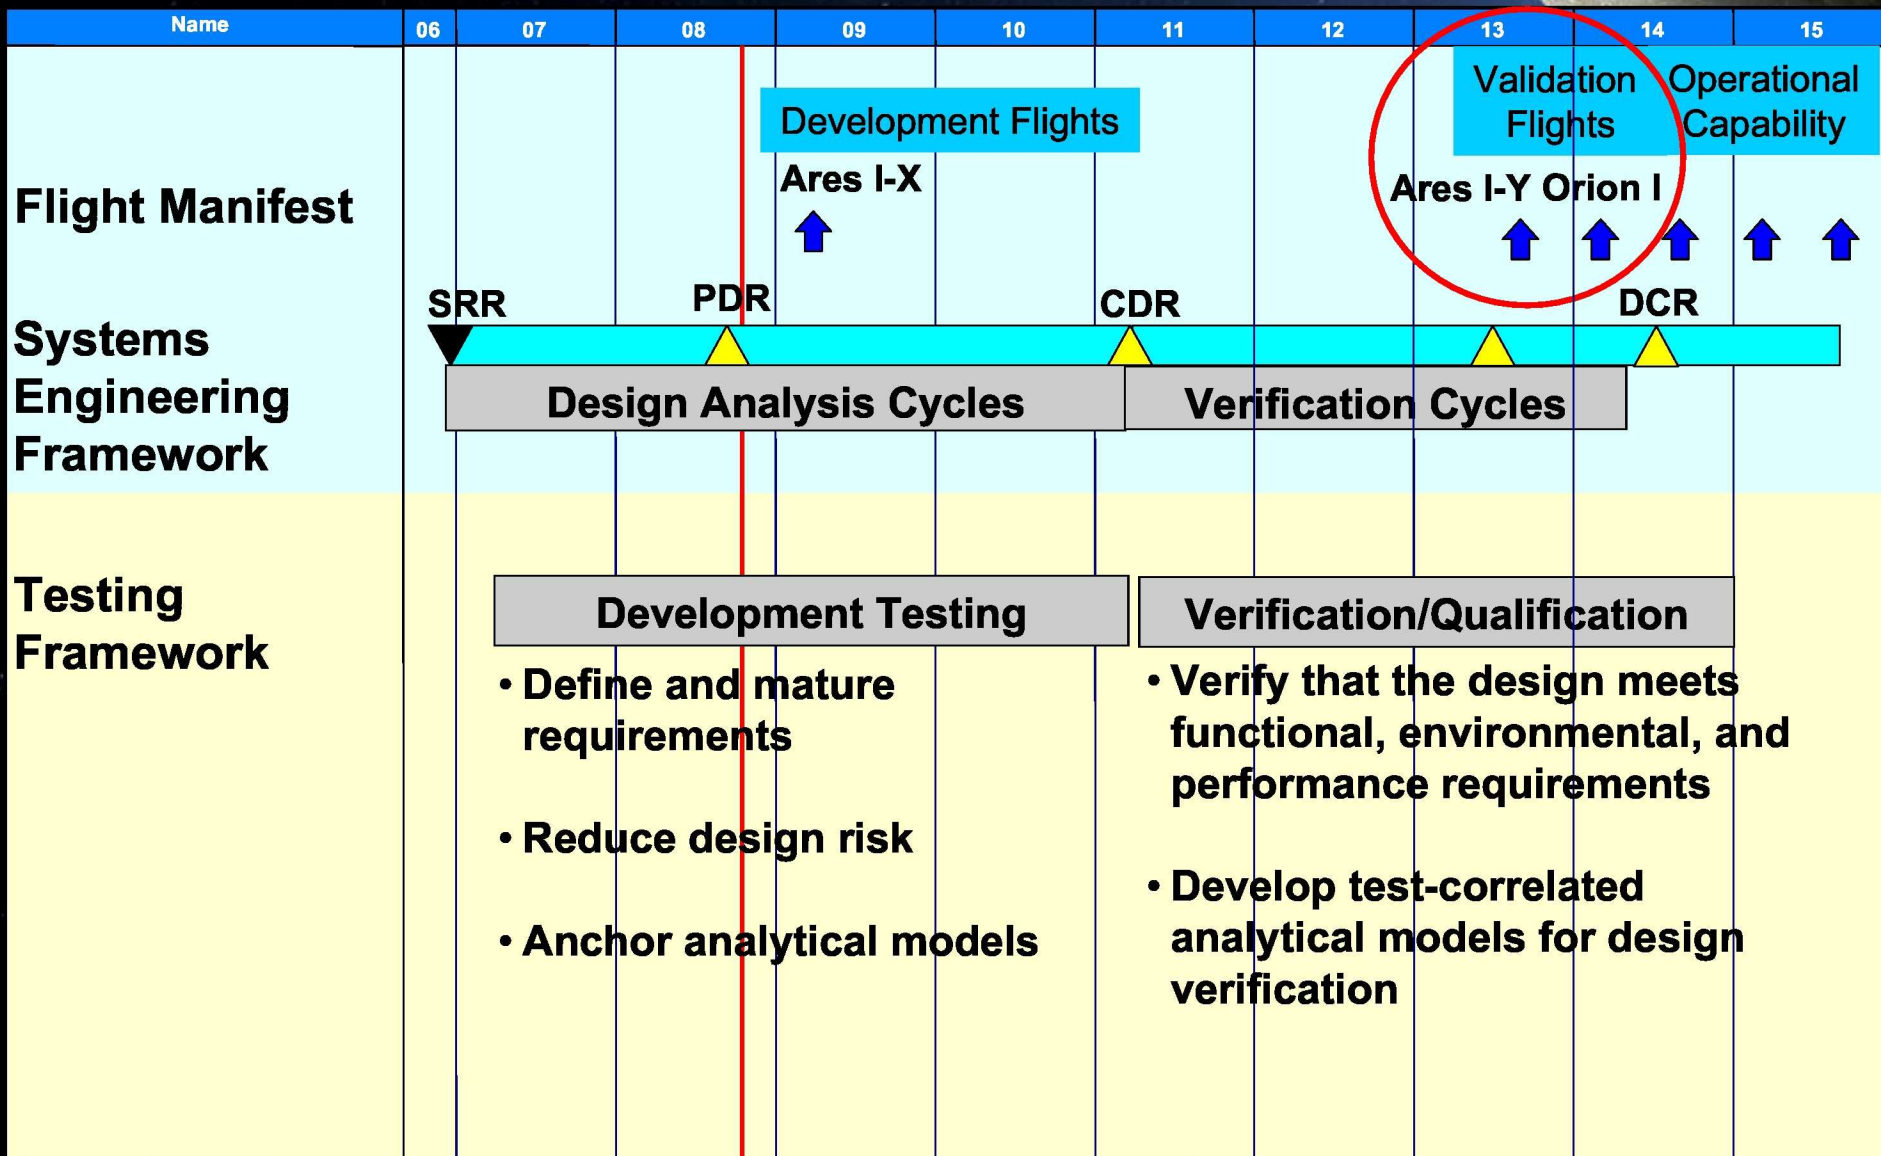 Name 06 07 08 09 10 11 12 13 14 15
Validation
Flights
Operational
Capability
Development Flights
Ares I-X
Ares I-Y Orion I
Flight Manifest
SRR PDR CDR DCR
Systems
Engineering
Framework
Design Analysis Cycles
Verification Cycles
Testing
Framework
Development Testing
• Define and mature
requirements
• Reduce design risk
• Anchor analytical models
Verification/Qualification
• Verify that the design meets
functional, environmental, and
performance requirements
• Develop test-correlated
analytical models for design
verification